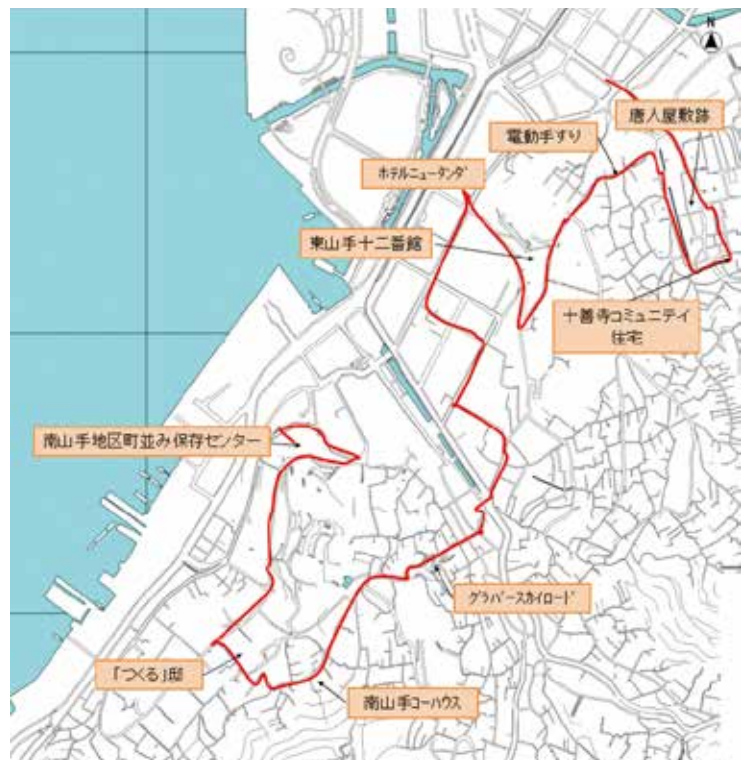 N
唐人屋敷跡
電動手すり
ホテルニュータンダ
東山手十二番館
十善寺コミュニテイ
住宅
南山手地区町並み保存センター
グラバースカイロード
「つくる」邸
南山手コーハウス